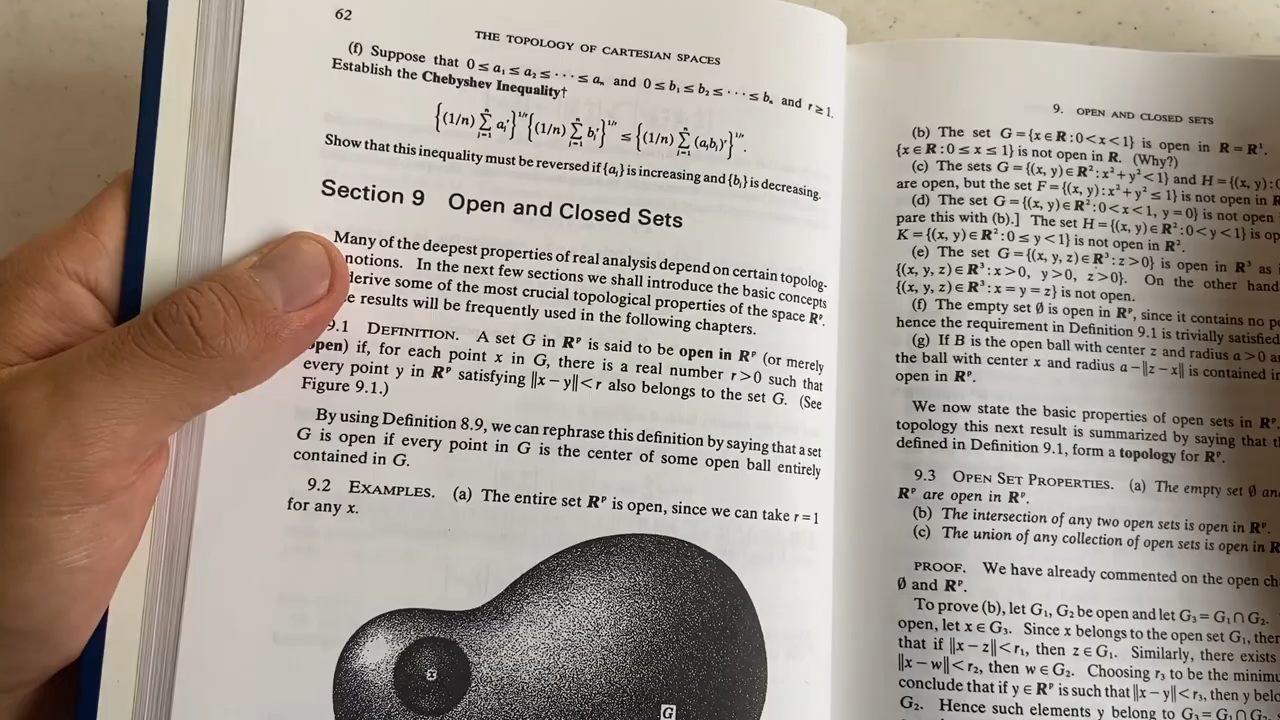 62
THE TOPOLOGY OF CARTESIAN SPACES
(f) Suppose that 0≤a₁≤a₂≤···≤aₙ and 0≤b₁≤b₂≤···≤bₙ and r≥1.
Establish the Chebyshev Inequality†
{(1/n) Σⁿᵢ₌₁ aᵢʳ}^{1/r} {(1/n) Σⁿᵢ₌₁ bᵢʳ}^{1/r} ≤ {(1/n) Σⁿᵢ₌₁ (aᵢbᵢ)ʳ}^{1/r}.
Show that this inequality must be reversed if {aᵢ} is increasing and {bᵢ} is decreasing.
Section 9 Open and Closed Sets
Many of the deepest properties of real analysis depend on certain topolog-
notions. In the next few sections we shall introduce the basic concepts
derive some of the most crucial topological properties of the space Rᵖ.
results will be frequently used in the following chapters.
9.1 DEFINITION. A set G in Rᵖ is said to be open in Rᵖ (or merely
open) if, for each point x in G, there is a real number r>0 such that
every point y in Rᵖ satisfying ‖x−y‖<r also belongs to the set G. (See
Figure 9.1.)
By using Definition 8.9, we can rephrase this definition by saying that a set
G is open if every point in G is the center of some open ball entirely
contained in G.
9.2 EXAMPLES. (a) The entire set Rᵖ is open, since we can take r=1
for any x.
x
G
9. OPEN AND CLOSED SETS
(b) The set G={x∈R:0<x<1} is open in R=R¹.
{x∈R:0≤x≤1} is not open in R. (Why?)
(c) The sets G={(x, y)∈R²:x²+y²<1} and H={(x, y):
are open, but the set F={(x, y):x²+y²≤1} is not open in
(d) The set G={(x, y)∈R²:0<x<1, y=0} is not open
pare this with (b).] The set H={(x, y)∈R²:0<y<1} is
K={(x, y)∈R²:0≤y<1} is not open in R².
(e) The set G={(x, y, z)∈R³:z>0} is open in R³ as
{(x, y, z)∈R³:x>0, y>0, z>0}. On the other hand
{(x, y, z)∈R³:x=y=z} is not open.
(f) The empty set ∅ is open in Rᵖ, since it contains no
hence the requirement in Definition 9.1 is trivially satisfied
(g) If B is the open ball with center z and radius a>0
the ball with center x and radius a−‖z−x‖ is contained
open in Rᵖ.
We now state the basic properties of open sets in Rᵖ.
topology this next result is summarized by saying that
defined in Definition 9.1, form a topology for Rᵖ.
9.3 OPEN SET PROPERTIES. (a) The empty set ∅
Rᵖ are open in Rᵖ.
(b) The intersection of any two open sets is open in Rᵖ.
(c) The union of any collection of open sets is open in
PROOF. We have already commented on the open
∅ and Rᵖ.
To prove (b), let G₁, G₂ be open and let G₃=G₁∩G₂.
open, let x∈G₃. Since x belongs to the open set G₁,
that if ‖x−z‖<r₁, then z∈G₁. Similarly, there exists
‖x−w‖<r₂, then w∈G₂. Choosing r₃ to be the
conclude that if y∈Rᵖ is such that ‖x−y‖<r₃, then y
G₂. Hence such elements y belong to G₃=G₁∩G₂.